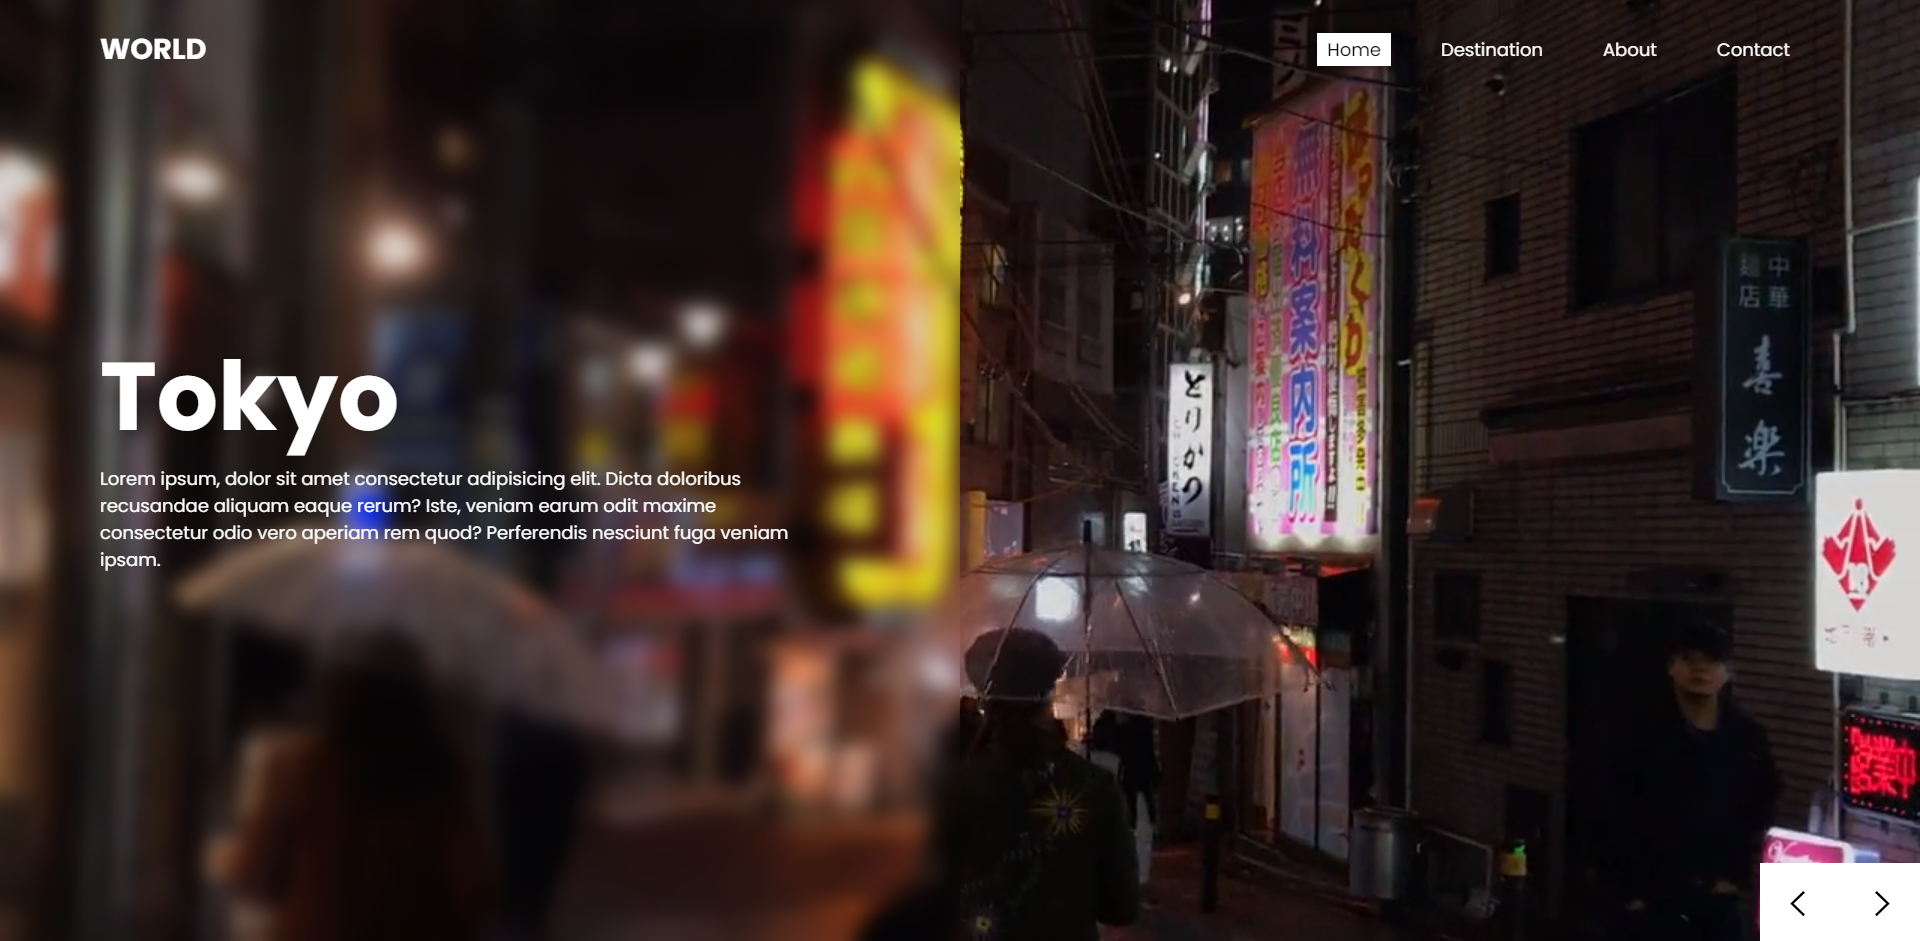 WORLD
Home
Destination
About
Contact
Tokyo
Lorem ipsum, dolor sit amet consectetur adipisicing elit. Dicta doloribus
recusandae aliquam eaque rerum? Iste, veniam earum odit maxime
consectetur odio vero aperiam rem quod? Perferendis nesciunt fuga veniam
ipsam.
無料案内所
とりかつ
中華
麺店
喜楽